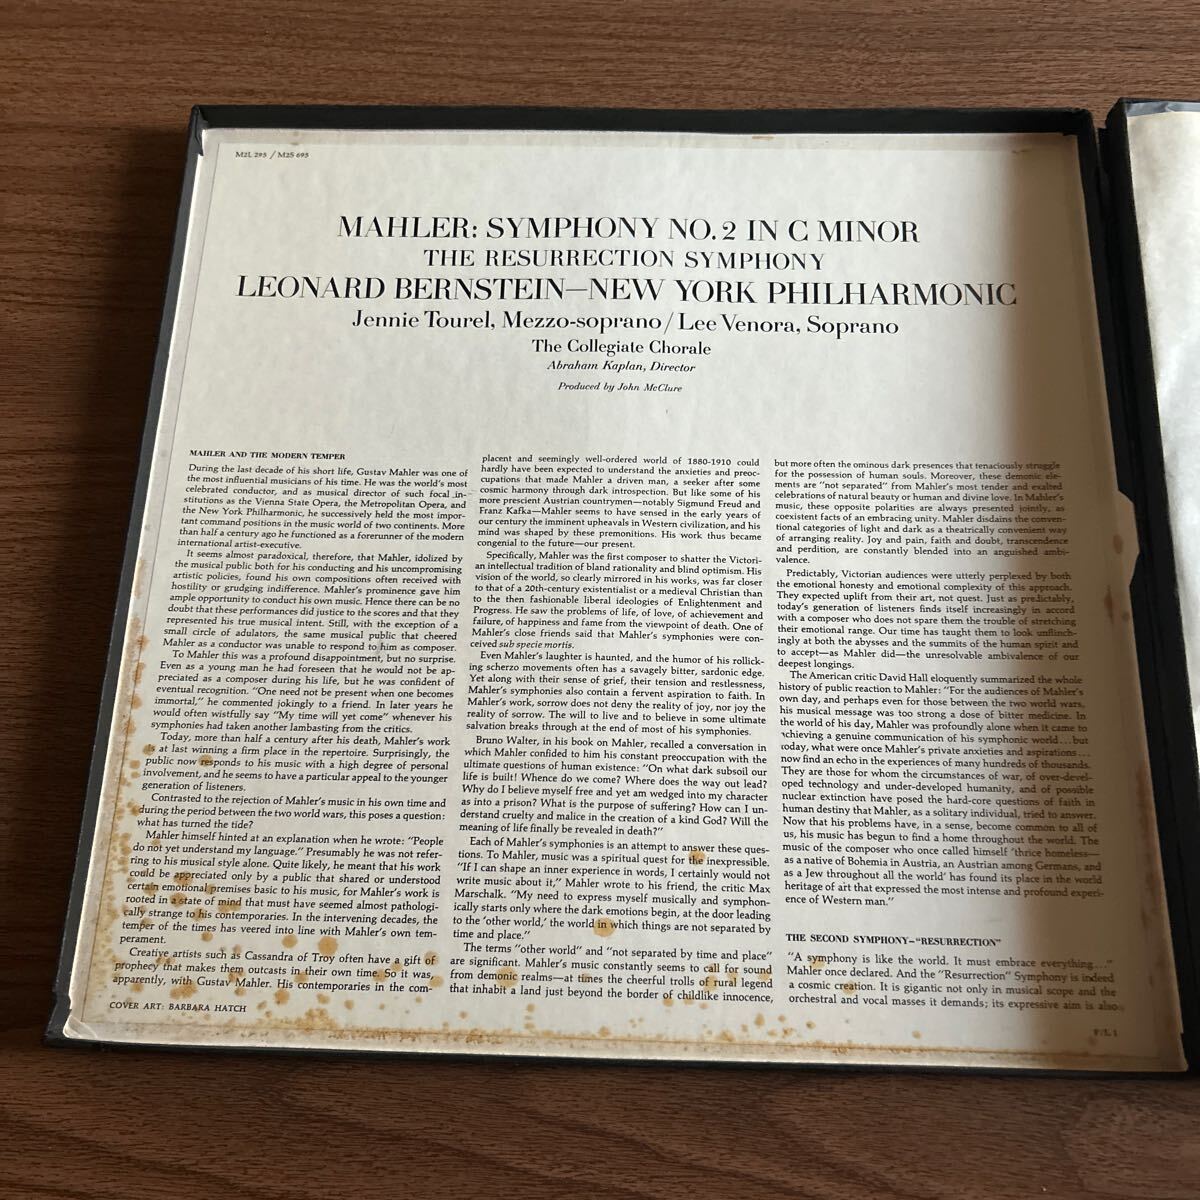 M2L 295 / M2S 695
MAHLER: SYMPHONY NO. 2 IN C MINOR
THE RESURRECTION SYMPHONY
LEONARD BERNSTEIN—NEW YORK PHILHARMONIC
Jennie Tourel, Mezzo-soprano / Lee Venora, Soprano
The Collegiate Chorale
Abraham Kaplan, Director
Produced by John McClure
MAHLER AND THE MODERN TEMPER
During the last decade of his short life, Gustav Mahler was one of
the most influential musicians of his time. He was the world's most
celebrated conductor, and as musical director of such focal in-
stitutions as the Vienna State Opera, the Metropolitan Opera, and
the New York Philharmonic, he successively held the most impor-
tant command positions in the music world of two continents. More
than half a century ago he functioned as a forerunner of the modern
international artist-executive.
It seems almost paradoxical, therefore, that Mahler, idolized by
the musical public both for his conducting and his uncompromising
artistic policies, found his own compositions often received with
hostility or grudging indifference. Mahler's prominence gave him
ample opportunity to conduct his own music. Hence there can be no
doubt that these performances did justice to the scores and that they
represented his true musical intent. Still, with the exception of a
small circle of adulators, the same musical public that cheered
Mahler as a conductor was unable to respond to him as composer.
To Mahler this was a profound disappointment, but no surprise.
Even as a young man he had foreseen that he would not be ap-
preciated as a composer during his life, but he was confident of
eventual recognition. "One need not be present when one becomes
immortal," he commented jokingly to a friend. In later years he
would often wistfully say "My time will yet come" whenever his
symphonies had taken another lambasting from the critics.
Today, more than half a century after his death, Mahler's work
is at last winning a firm place in the repertoire. Surprisingly, the
public now responds to his music with a high degree of personal
involvement, and he seems to have a particular appeal to the younger
generation of listeners.
Contrasted to the rejection of Mahler's music in his own time and
during the period between the two world wars, this poses a question:
what has turned the tide?
Mahler himself hinted at an explanation when he wrote: "People
do not yet understand my language." Presumably he was not refer-
ring to his musical style alone. Quite likely, he meant that his work
could be appreciated only by a public that shared or understood
certain emotional premises basic to his music, for Mahler's work is
rooted in a state of mind that must have seemed almost pathologi-
cally strange to his contemporaries. In the intervening decades, the
temper of the times has veered into line with Mahler's own tem-
perament.
Creative artists such as Cassandra of Troy often have a gift of
prophecy that makes them outcasts in their own time. So it was,
apparently, with Gustav Mahler. His contemporaries in the com-
COVER ART: BARBARA HATCH
placent and seemingly well-ordered world of 1880-1910 could
hardly have been expected to understand the anxieties and preoc-
cupations that made Mahler a driven man, a seeker after some
cosmic harmony through dark introspection. But like some of his
more prescient Austrian countrymen—notably Sigmund Freud and
Franz Kafka—Mahler seems to have sensed in the early years of
our century the imminent upheavals in Western civilization, and his
mind was shaped by these premonitions. His work thus became
congenial to the future—our present.
Specifically, Mahler was the first composer to shatter the Victori-
an intellectual tradition of bland rationality and blind optimism. His
vision of the world, so clearly mirrored in his works, was far closer
to that of a 20th-century existentialist or a medieval Christian than
to the then fashionable liberal ideologies of Enlightenment and
Progress. He saw the problems of life, of love, of achievement and
failure, of happiness and fame from the viewpoint of death. One of
Mahler's close friends said that Mahler's symphonies were con-
ceived sub specie mortis.
Even Mahler's laughter is haunted, and the humor of his rollick-
ing scherzo movements often has a savagely bitter, sardonic edge.
Yet along with their sense of grief, their tension and restlessness,
Mahler's symphonies also contain a fervent aspiration to faith. In
Mahler's work, sorrow does not deny the reality of joy, nor joy the
reality of sorrow. The will to live and to believe in some ultimate
salvation breaks through at the end of most of his symphonies.
Bruno Walter, in his book on Mahler, recalled a conversation in
which Mahler confided to him his constant preoccupation with the
ultimate questions of human existence: "On what dark subsoil our
life is built! Whence do we come? Where does the way out lead?
Why do I believe myself free and yet am wedged into my character
as into a prison? What is the purpose of suffering? How can I un-
derstand cruelty and malice in the creation of a kind God? Will the
meaning of life finally be revealed in death?"
Each of Mahler's symphonies is an attempt to answer these ques-
tions. To Mahler, music was a spiritual quest for the inexpressible.
"If I can shape an inner experience in words, I certainly would not
write music about it," Mahler wrote to his friend, the critic Max
Marschalk. "My need to express myself musically and symphon-
ically starts only where the dark emotions begin, at the door leading
to the 'other world,' the world in which things are not separated by
time and place."
The terms "other world" and "not separated by time and place"
are significant. Mahler's music constantly seems to call for sound
from demonic realms—at times the cheerful trolls of rural legend
that inhabit a land just beyond the border of childlike innocence,
but more often the ominous dark presences that tenaciously struggle
for the possession of human souls. Moreover, these demonic ele-
ments are "not separated" from Mahler's most tender and exalted
celebrations of natural beauty or human and divine love. In Mahler's
music, these opposite polarities are always presented jointly, as
coexistent facts of an embracing unity. Mahler disdains the conven-
tional categories of light and dark as a theatrically convenient way
of arranging reality. Joy and pain, faith and doubt, transcendence
and perdition, are constantly blended into an anguished ambi-
valence.
Predictably, Victorian audiences were utterly perplexed by both
the emotional honesty and emotional complexity of this approach.
They expected uplift from their art, not quest. Just as predictably,
today's generation of listeners finds itself increasingly in accord
with a composer who does not spare them the trouble of stretching
their emotional range. Our time has taught them to look unflinch-
ingly at both the abysses and the summits of the human spirit and
to accept—as Mahler did—the unresolvable ambivalence of our
deepest longings.
The American critic David Hall eloquently summarized the whole
history of public reaction to Mahler: "For the audiences of Mahler's
own day, and perhaps even for those between the two world wars,
his musical message was too strong a dose of bitter medicine. In
the world of his day, Mahler was profoundly alone when it came to
achieving a genuine communication of his symphonic world...but
today, what were once Mahler's private anxieties and aspirations...
now find an echo in the experiences of many hundreds of thousands.
They are those for whom the circumstances of war, of over-devel-
oped technology and under-developed humanity, and of possible
nuclear extinction have posed the hard-core questions of faith in
human destiny that Mahler, as a solitary individual, tried to answer.
Now that his problems have, in a sense, become common to all of
us, his music has begun to find a home throughout the world. The
music of the composer who once called himself 'thrice homeless—
as a native of Bohemia in Austria, an Austrian among Germans, and
as a Jew throughout all the world' has found its place in the world
heritage of art that expressed the most intense and profound experi-
ence of Western man."
THE SECOND SYMPHONY—"RESURRECTION"
"A symphony is like the world. It must embrace everything..."
Mahler once declared. And the "Resurrection" Symphony is indeed
a cosmic creation. It is gigantic not only in musical scope and the
orchestral and vocal masses it demands; its expressive aim is also